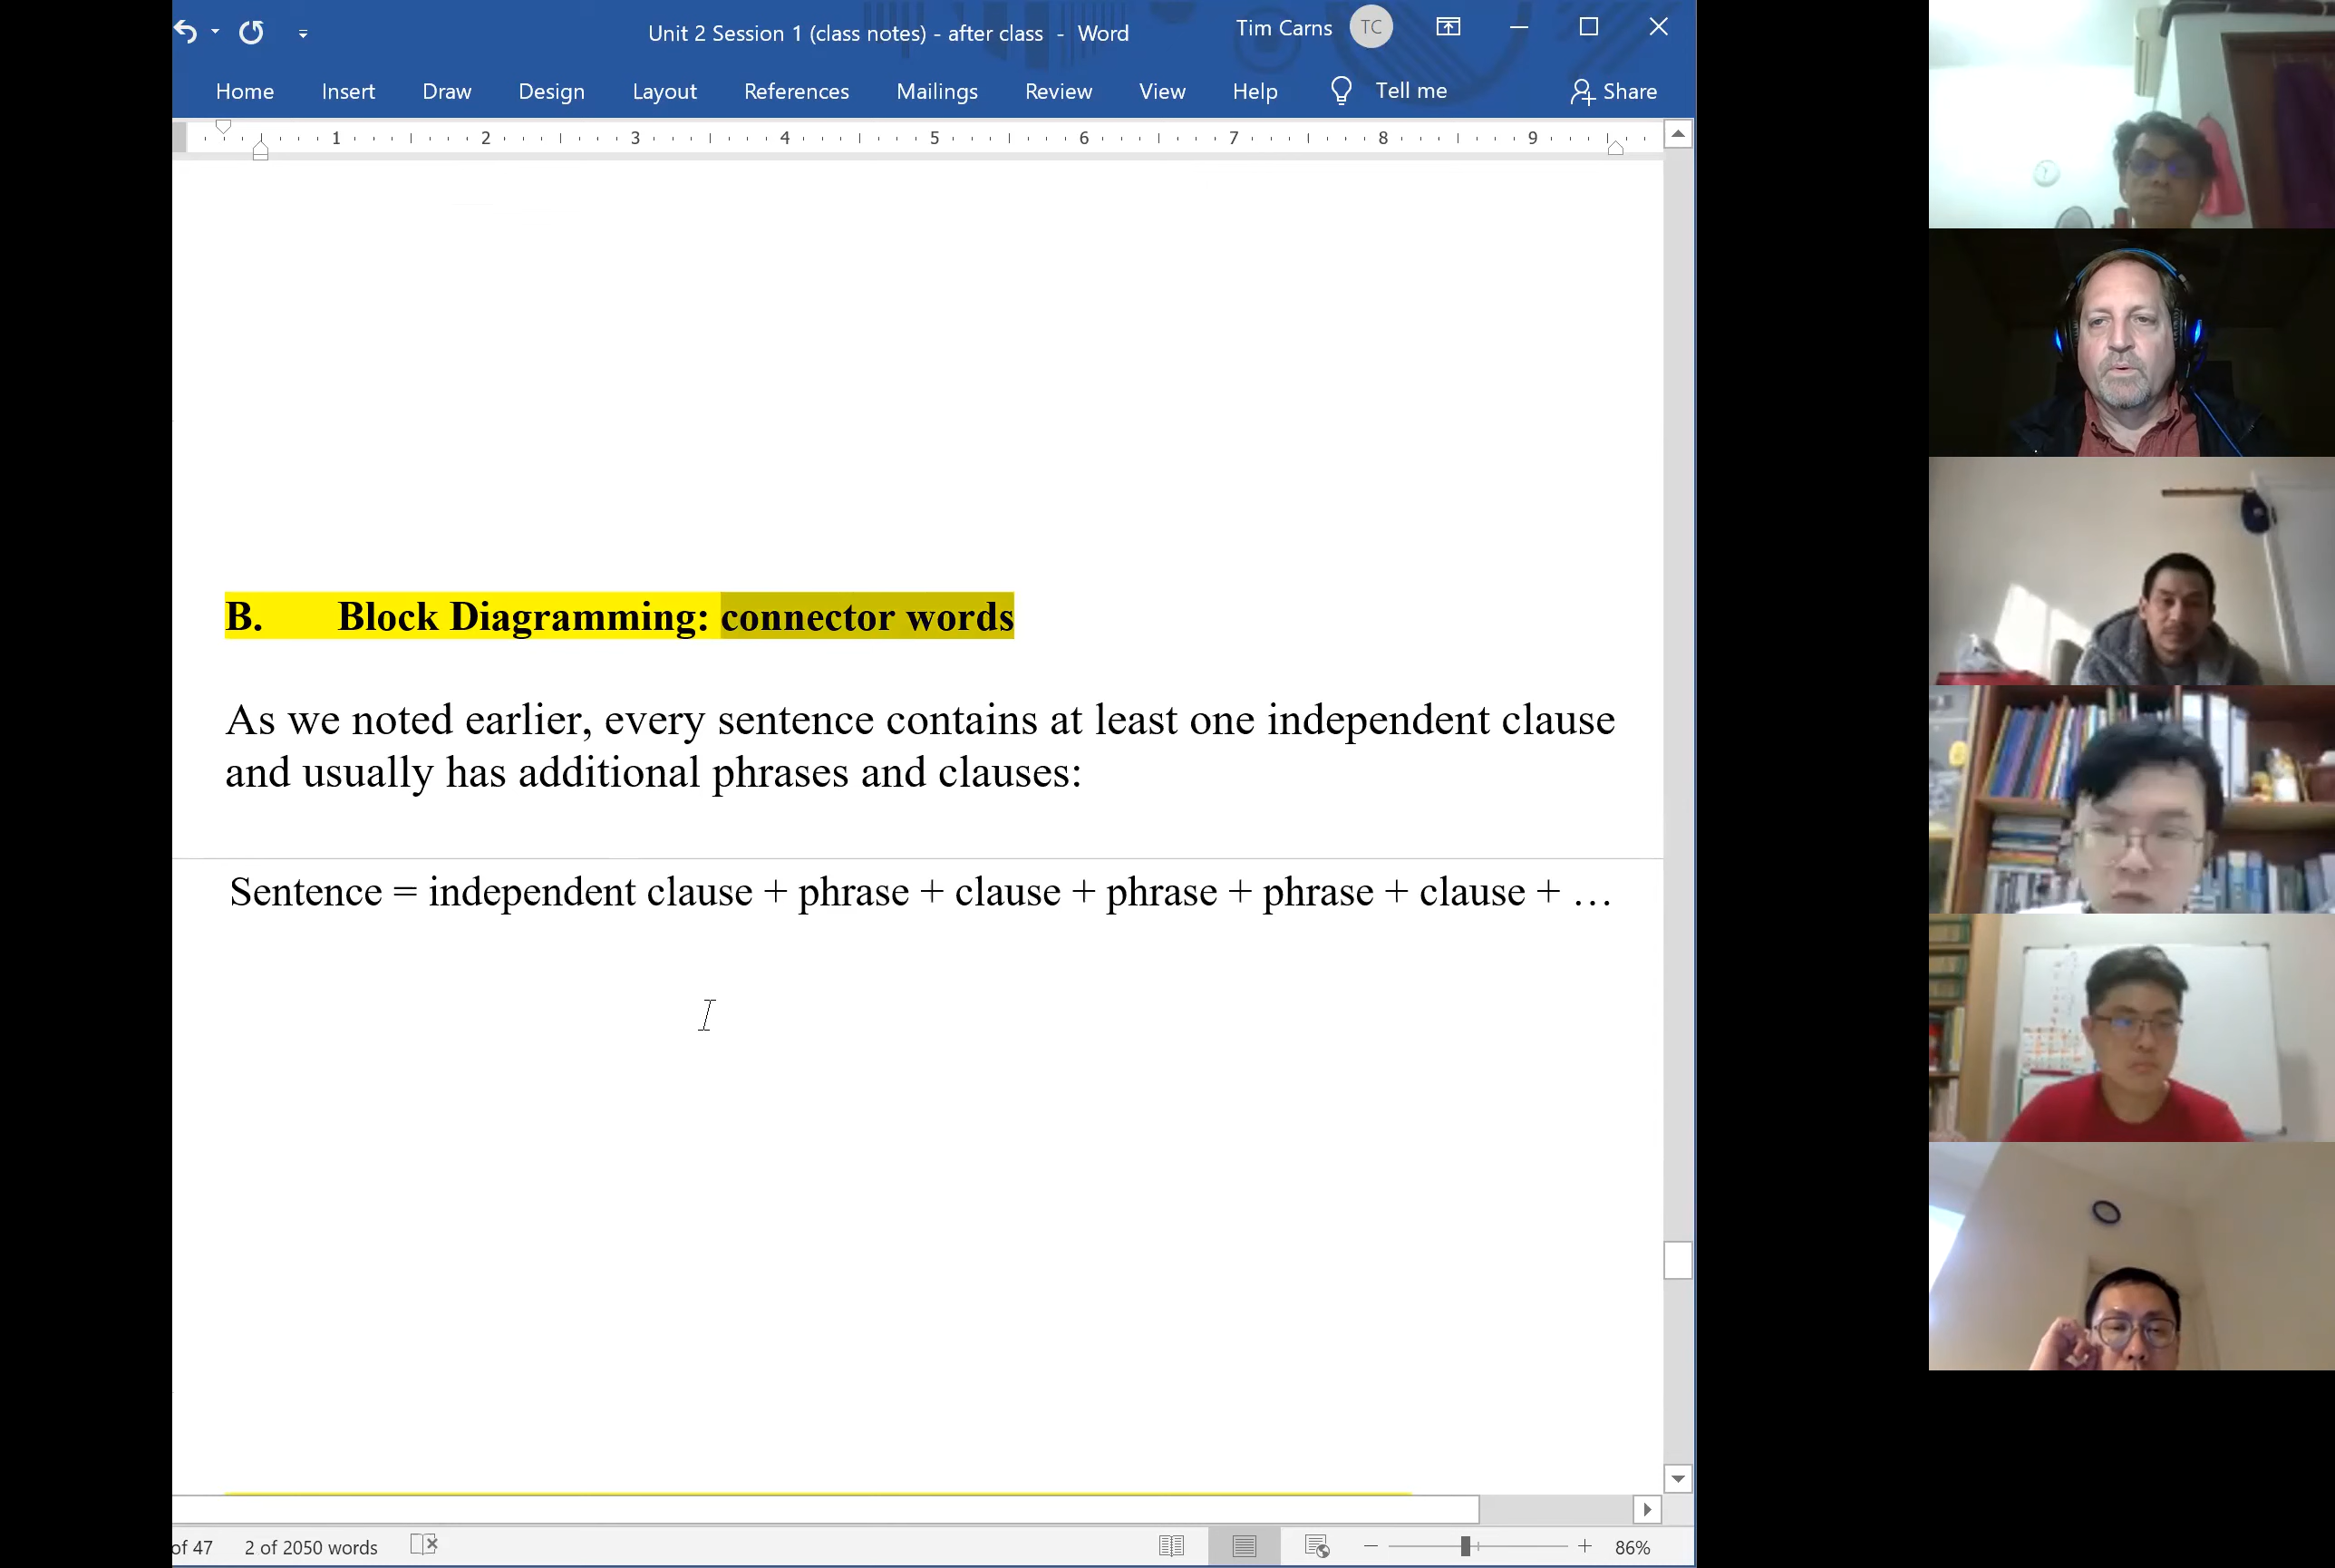 Unit 2 Session 1 (class notes) - after class - Word
Tim Carns TC
Home Insert Draw Design Layout References Mailings Review View Help Tell me Share
1 2 3 4 5 6 7 8 9
B. Block Diagramming: connector words
As we noted earlier, every sentence contains at least one independent clause
and usually has additional phrases and clauses:
Sentence = independent clause + phrase + clause + phrase + phrase + clause + …
of 47 2 of 2050 words 86%